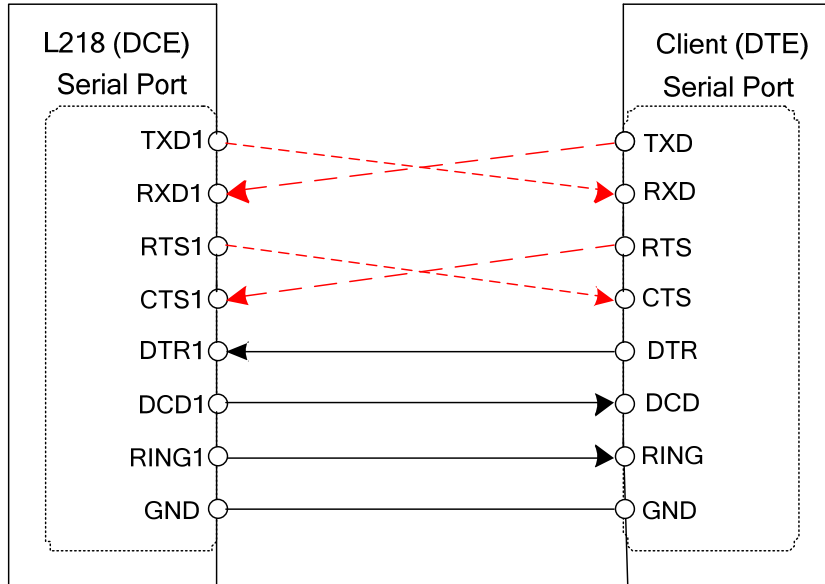 L218 (DCE)
Serial Port
TXD1
RXD1
RTS1
CTS1
DTR1
DCD1
RING1
GND
Client (DTE)
Serial Port
TXD
RXD
RTS
CTS
DTR
DCD
RING
GND